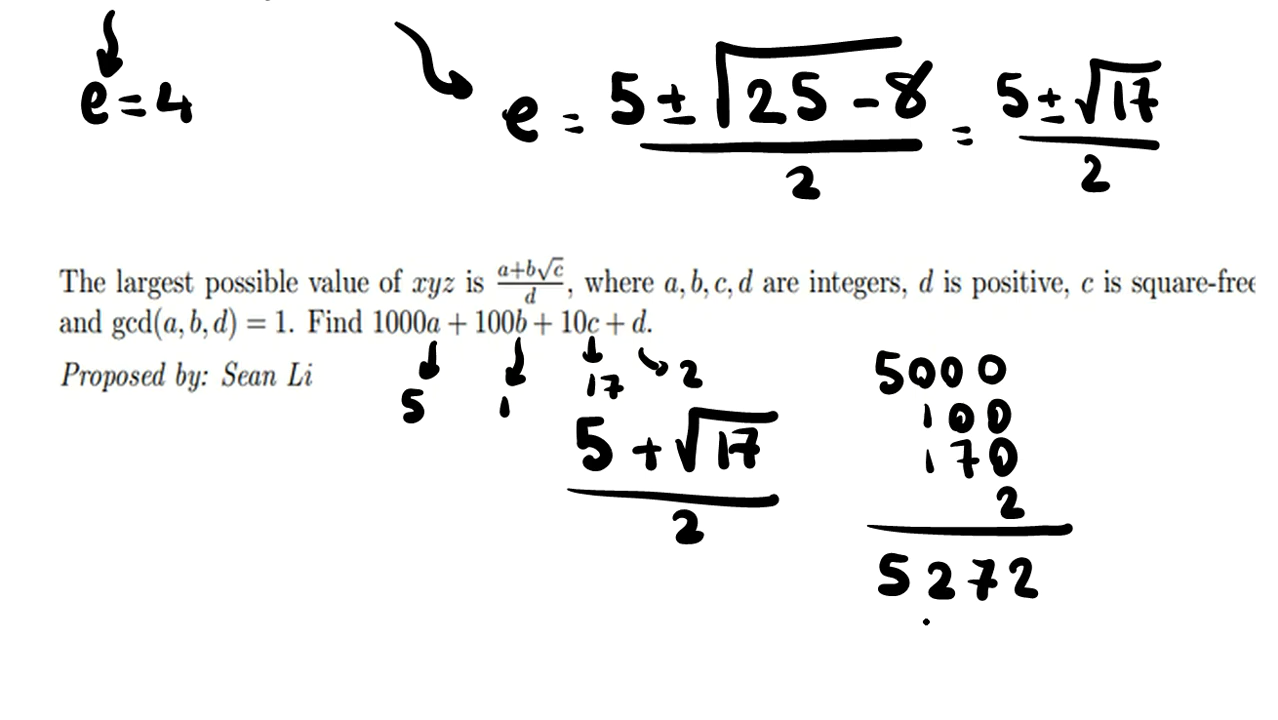 e = 4
e = 5 ± √25 - 8 / 2 = 5 ± √17 / 2
The largest possible value of xyz is a+b√c / d, where a, b, c, d are integers, d is positive, c is square-free
and gcd(a, b, d) = 1. Find 1000a + 100b + 10c + d.
Proposed by: Sean Li
5 1 17 2
5 + √17 / 2
5000
100
170
2
5272